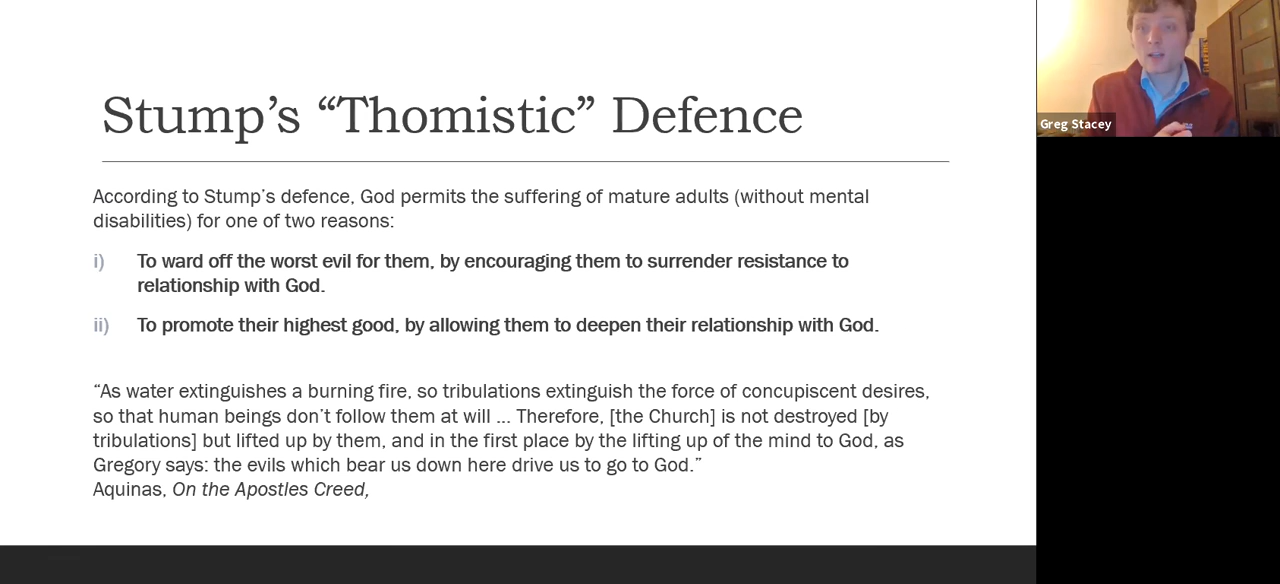 Stump's “Thomistic” Defence
According to Stump's defence, God permits the suffering of mature adults (without mental
disabilities) for one of two reasons:
i) To ward off the worst evil for them, by encouraging them to surrender resistance to
relationship with God.
ii) To promote their highest good, by allowing them to deepen their relationship with God.
“As water extinguishes a burning fire, so tribulations extinguish the force of concupiscent desires,
so that human beings don't follow them at will ... Therefore, [the Church] is not destroyed [by
tribulations] but lifted up by them, and in the first place by the lifting up of the mind to God, as
Gregory says: the evils which bear us down here drive us to go to God.”
Aquinas, On the Apostles Creed,
Greg Stacey